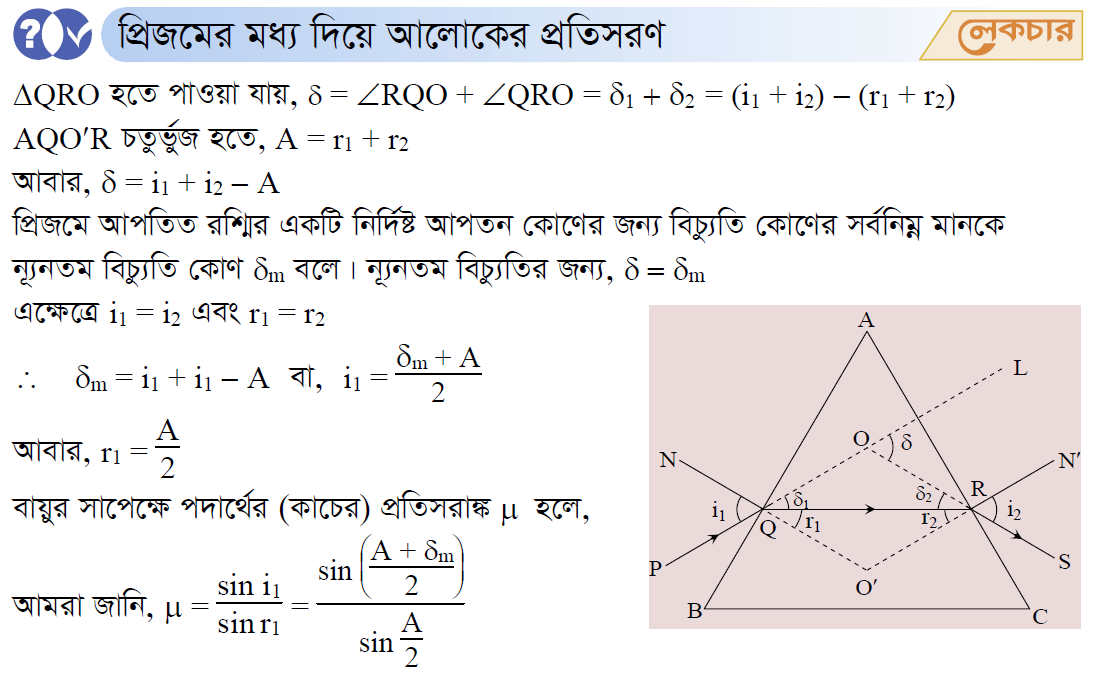 প্রিজমের মধ্য দিয়ে আলোকের প্রতিসরণ
লেকচার
ΔQRO হতে পাওয়া যায়, δ = ∠RQO + ∠QRO = δ₁ + δ₂ = (i₁ + i₂) – (r₁ + r₂)
AQO′R চতুর্ভুজ হতে, A = r₁ + r₂
আবার, δ = i₁ + i₂ – A
প্রিজমে আপতিত রশ্মির একটি নির্দিষ্ট আপতন কোণের জন্য বিচ্যুতি কোণের সর্বনিম্ন মানকে
ন্যূনতম বিচ্যুতি কোণ δm বলে। ন্যূনতম বিচ্যুতির জন্য, δ = δm
এক্ষেত্রে i₁ = i₂ এবং r₁ = r₂
∴ δm = i₁ + i₁ – A বা, i₁ = (δm + A)/2
আবার, r₁ = A/2
বায়ুর সাপেক্ষে পদার্থের (কাচের) প্রতিসরাঙ্ক μ হলে,
আমরা জানি, μ = sin i₁/sin r₁ = sin((A + δm)/2)/sin(A/2)
A
L
O δ
N N′
δ₁ δ₂ R
i₁ Q r₁ r₂ i₂
P S
O′
B C